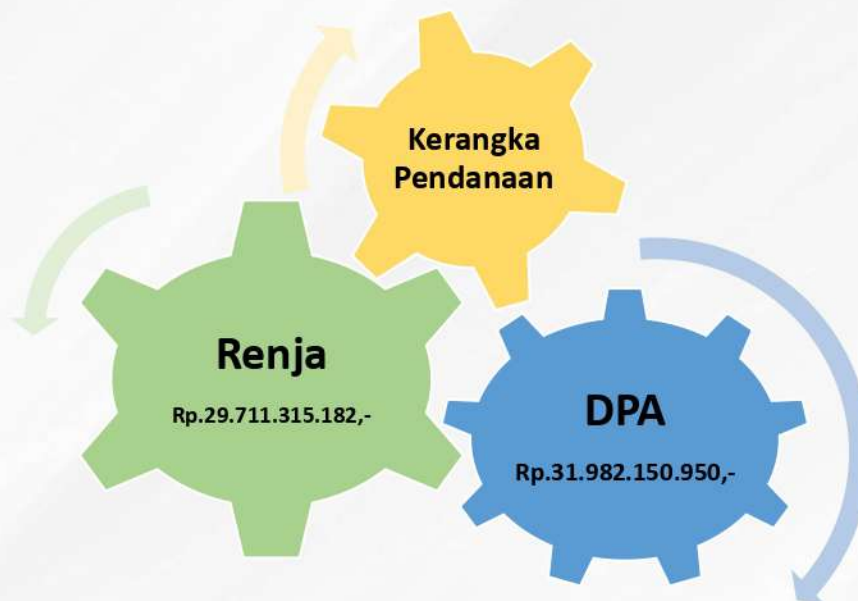 Kerangka
Pendanaan
Renja
Rp.29.711.315.182,-
DPA
Rp.31.982.150.950,-